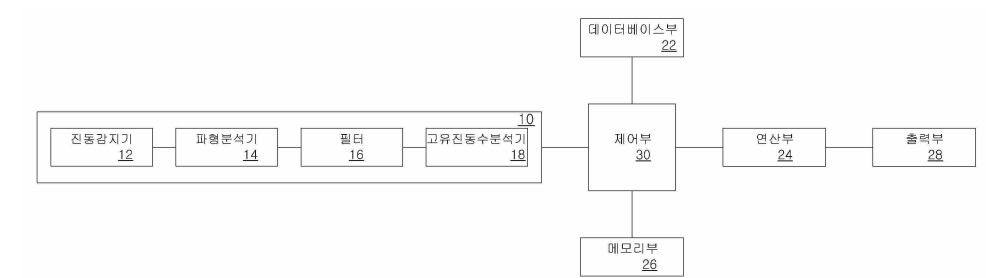 데이터베이스부
22
10
진동감지기
12
파형분석기
14
필터
16
고유진동수분석기
18
제어부
30
연산부
24
출력부
28
메모리부
26